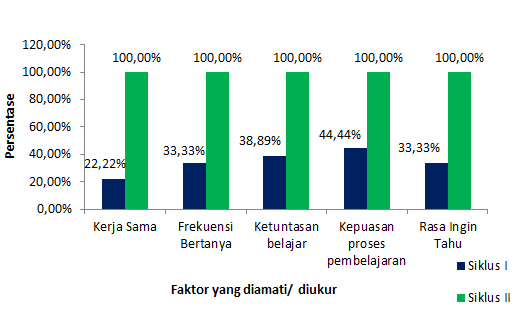 120,00%
100,00%
80,00%
60,00%
40,00%
20,00%
0,00%
Persentase
22,22%
100,00%
33,33%
100,00%
38,89%
100,00%
44,44%
100,00%
33,33%
100,00%
Kerja Sama
Frekuensi
Bertanya
Ketuntasan
belajar
Kepuasan
proses
pembelajaran
Rasa Ingin
Tahu
Siklus I
Siklus II
Faktor yang diamati/ diukur